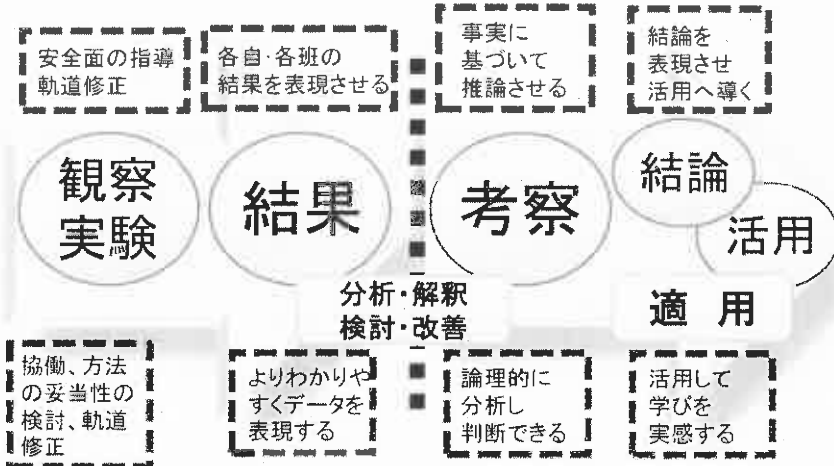 安全面の指導
軌道修正
各自・各班の
結果を表現させる
事実に
基づいて
推論させる
結論を
表現させ
活用へ導く
観察
実験
結果
考察
結論
活用
分析・解釈
検討・改善
適 用
協働、方法
の妥当性の
検討、軌道
修正
よりわかりや
すくデータを
表現する
論理的に
分析し
判断できる
活用して
学びを
実感する